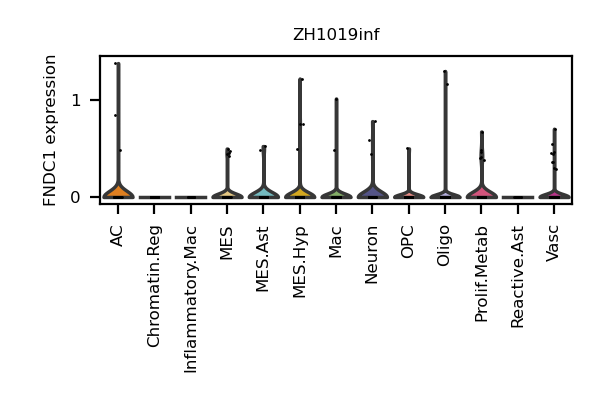 ZH1019inf
FNDC1 expression
1
0
AC
Chromatin.Reg
Inflammatory.Mac
MES
MES.Ast
MES.Hyp
Mac
Neuron
OPC
Oligo
Prolif.Metab
Reactive.Ast
Vasc